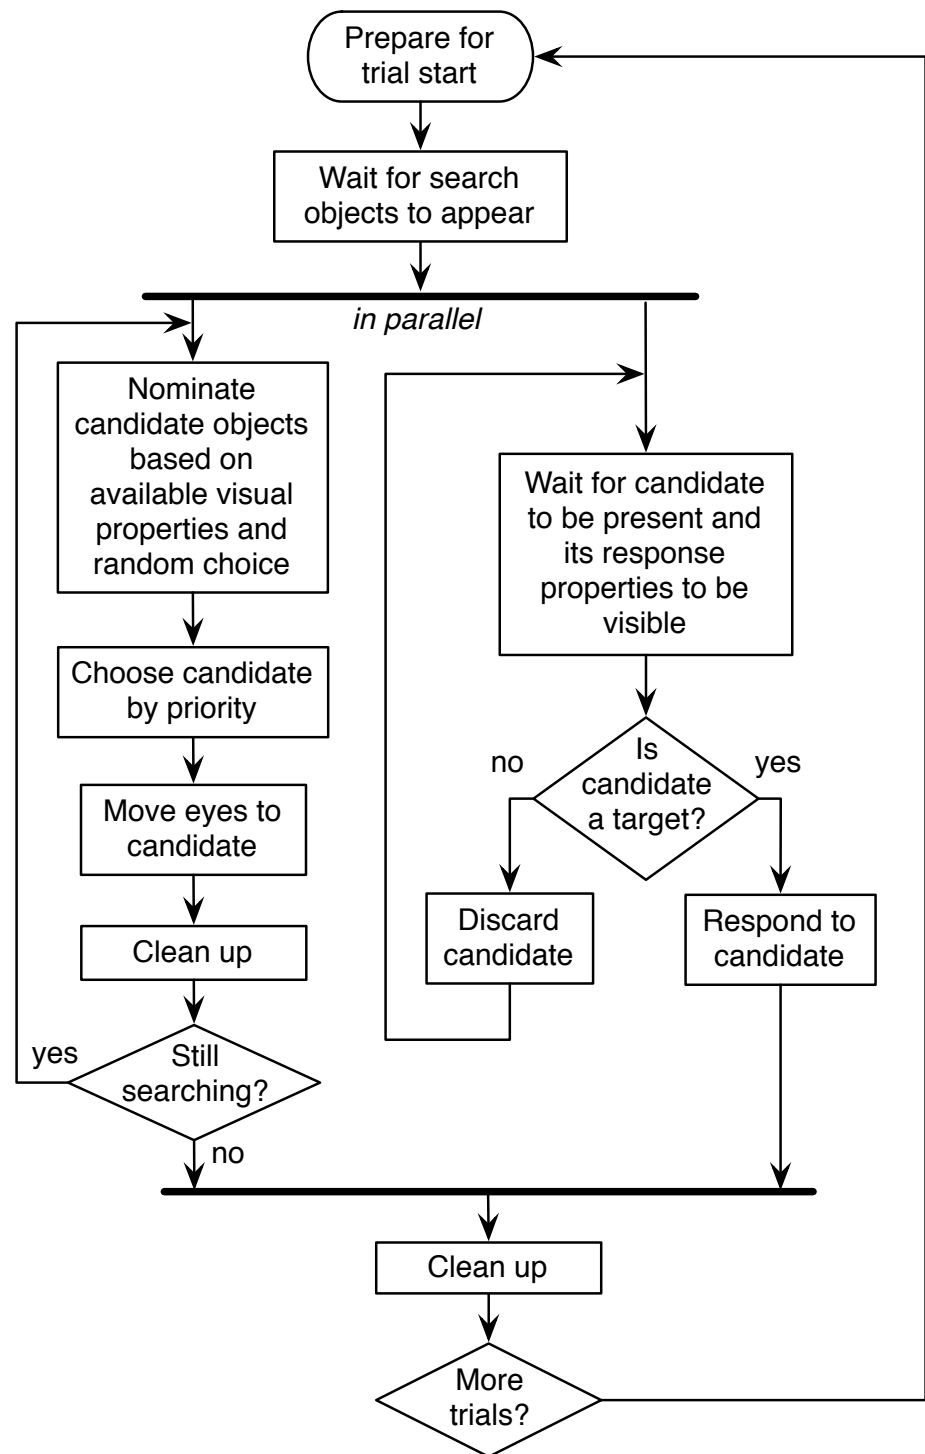 Prepare for
trial start
Wait for search
objects to appear
in parallel
Nominate
candidate objects
based on
available visual
properties and
random choice
Choose candidate
by priority
Move eyes to
candidate
Clean up
Still
searching?
yes
no
Wait for candidate
to be present and
its response
properties to be
visible
Is
candidate
a target?
no
yes
Discard
candidate
Respond to
candidate
Clean up
More
trials?